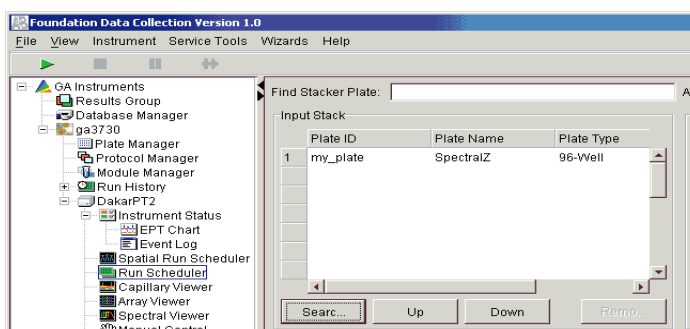 Foundation Data Collection Version 1.0
File View Instrument Service Tools Wizards Help
GA Instruments
Results Group
Database Manager
ga3730
Plate Manager
Protocol Manager
Module Manager
Run History
DakarPT2
Instrument Status
EPT Chart
Event Log
Spatial Run Scheduler
Run Scheduler
Capillary Viewer
Array Viewer
Spectral Viewer
Manual Control
Find Stacker Plate:
A
Input Stack
Plate ID Plate Name Plate Type
1 my_plate SpectralZ 96-Well
Searc... Up Down Remo...